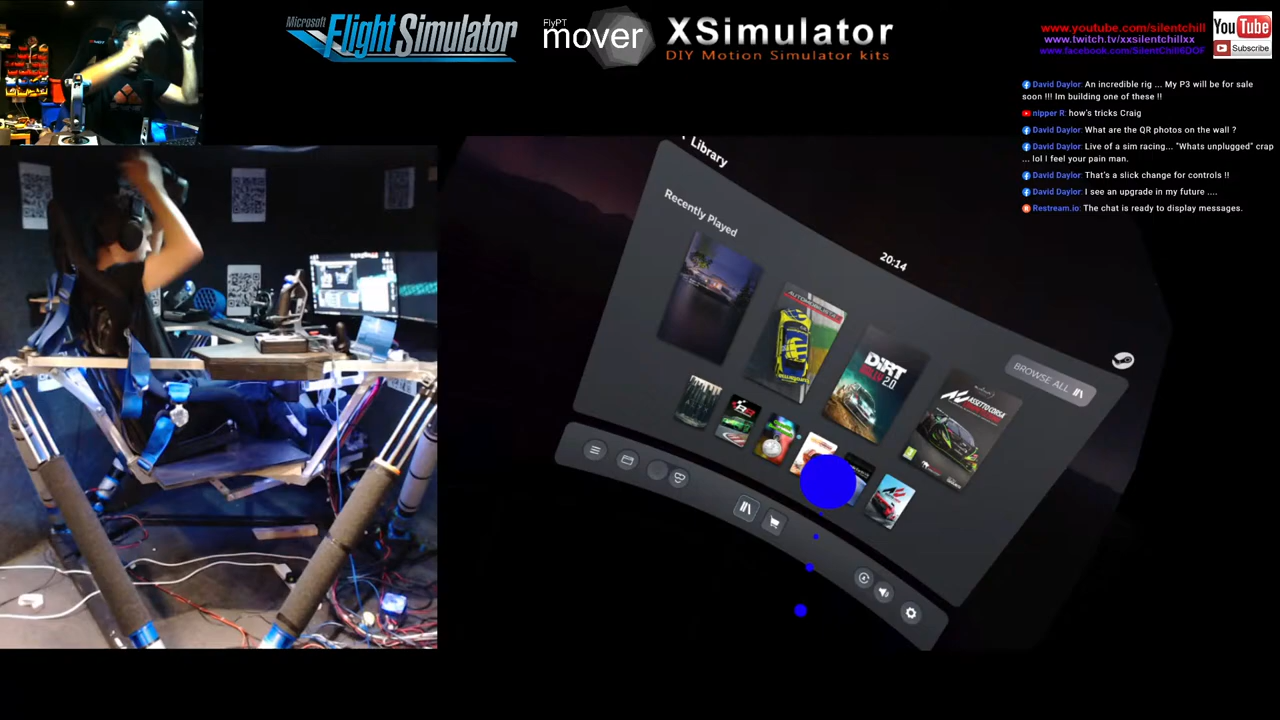 Microsoft
Flight Simulator
FlyPT
mover
XSimulator
DIY Motion Simulator kits
www.youtube.com/silentchill
www.twitch.tv/xxsilentchillxx
www.facebook.com/SilentChill6DOF
YouTube
Subscribe
David Daylor: An incredible rig ... My P3 will be for sale
soon !!! Im building one of these !!
nipper R: how's tricks Craig
David Daylor: What are the QR photos on the wall ?
David Daylor: Live of a sim racing... "Whats unplugged" crap
... lol I feel your pain man.
David Daylor: That's a slick change for controls !!
David Daylor: I see an upgrade in my future ....
Restream.io: The chat is ready to display messages.
Library
Recently Played
20:14
BROWSE ALL
AUTOMOBILISTA
DiRT
RALLY 2.0
ASSETTO CORSA